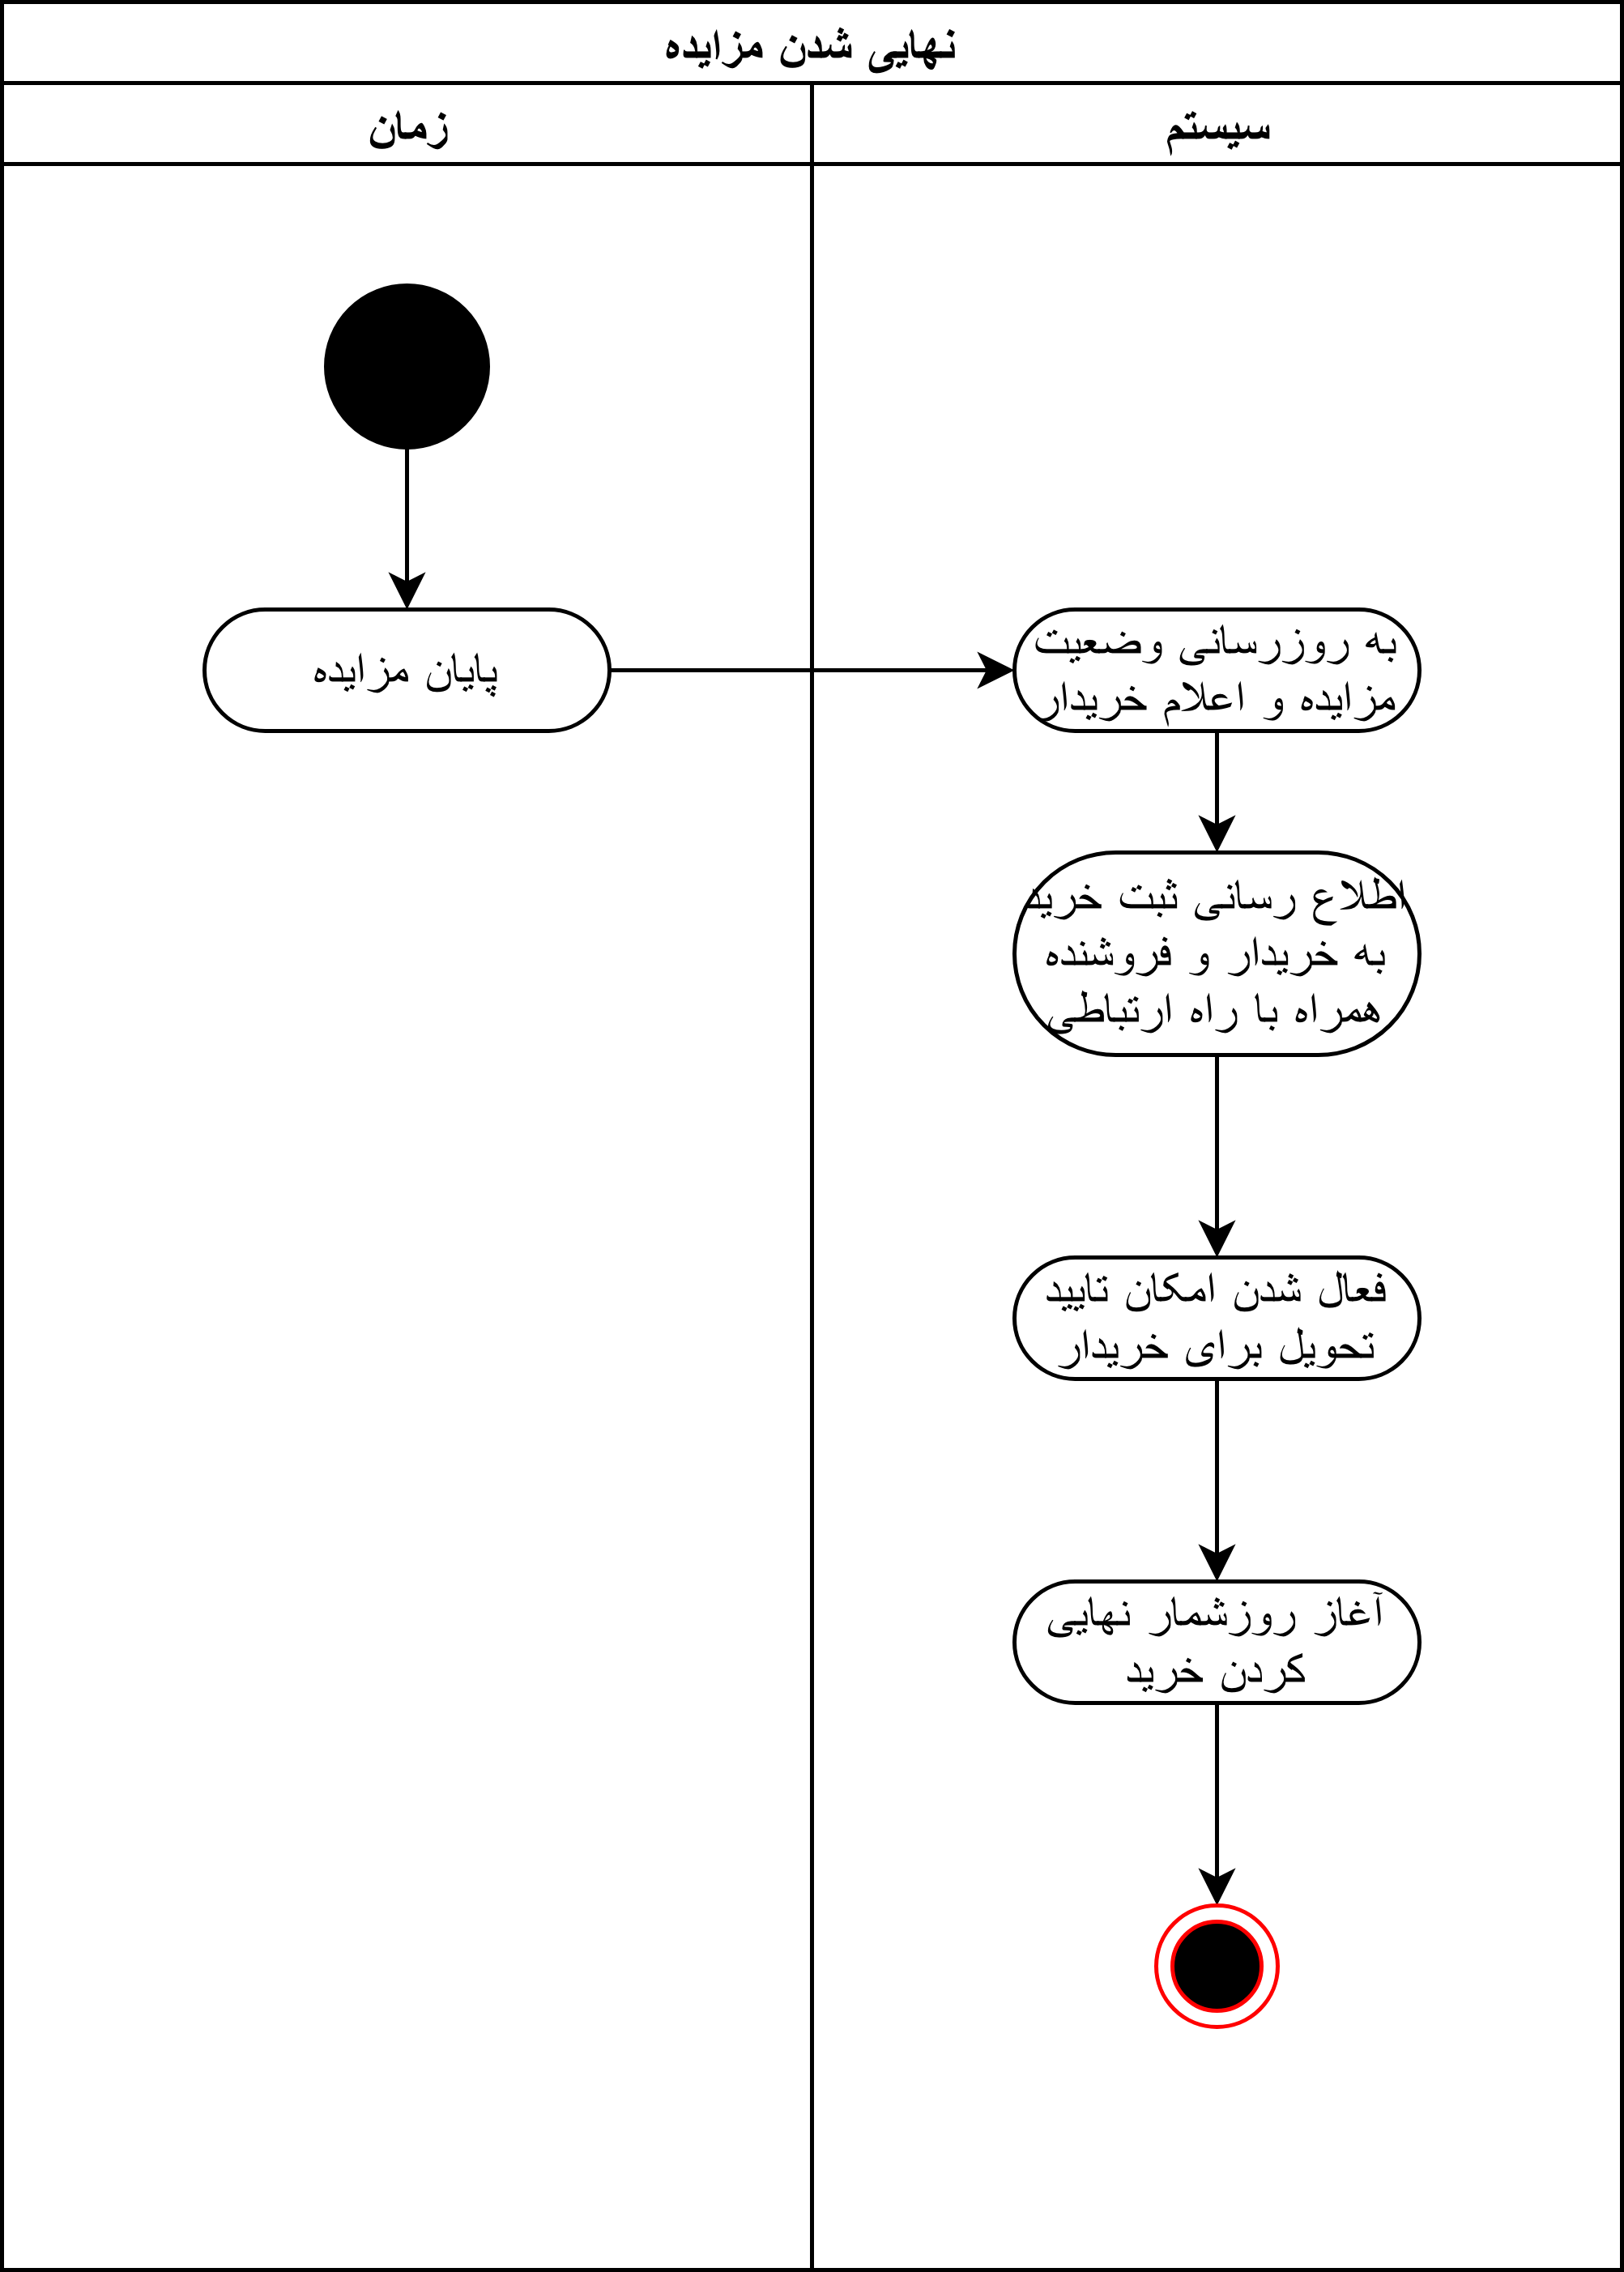 نهایی شدن مزایده
سیستم
زمان
پایان مزایده
به روزرسانی وضعیت
مزایده و اعلام خریدار
اطلاع رسانی ثبت خرید
به خریدار و فروشنده
همراه با راه ارتباطی
فعال شدن امکان تایید
تحویل برای خریدار
آغاز روزشمار نهایی
کردن خرید